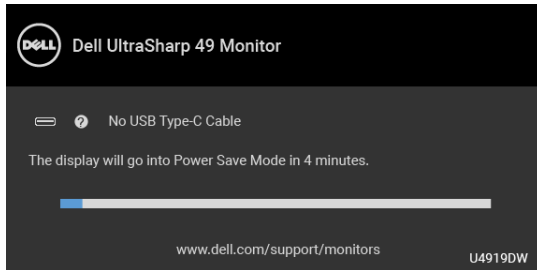 DELL Dell UltraSharp 49 Monitor
? No USB Type-C Cable
The display will go into Power Save Mode in 4 minutes.
www.dell.com/support/monitors
U4919DW